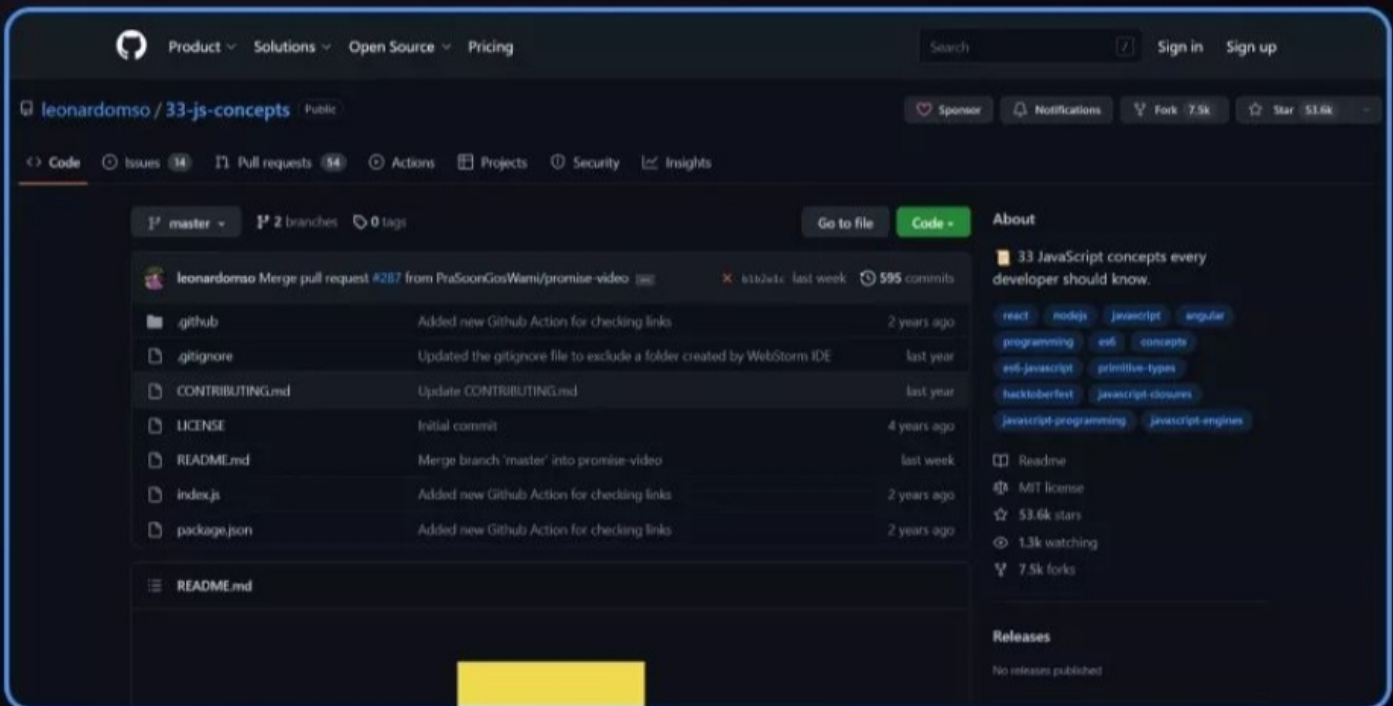 Product Solutions Open Source Pricing Search / Sign in Sign up
leonardomso / 33-js-concepts Public Sponsor Notifications Fork 7.5k Star 53.6k
Code Issues 14 Pull requests 54 Actions Projects Security Insights
master 2 branches 0 tags Go to file Code
leonardomso Merge pull request #287 from PraSoonGosWami/promise-video last week 595 commits
.github Added new Github Action for checking links 2 years ago
.gitignore Updated the gitignore file to exclude a folder created by WebStorm IDE last year
CONTRIBUTING.md Update CONTRIBUTING.md last year
LICENSE Initial commit 4 years ago
README.md Merge branch 'master' into promise-video last week
index.js Added new Github Action for checking links 2 years ago
package.json Added new Github Action for checking links 2 years ago
README.md
About
33 JavaScript concepts every
developer should know.
react nodejs javascript angular
programming es6 concepts
es6-javascript primitive-types
hacktoberfest javascript-closures
javascript-programming javascript-engines
Readme
MIT license
53.6k stars
1.3k watching
7.5k forks
Releases
No releases published